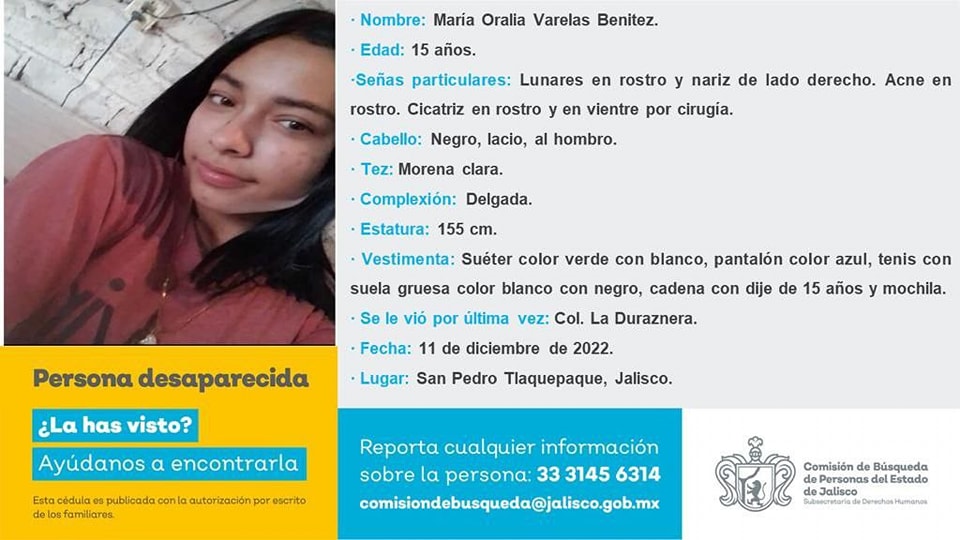 · Nombre: María Oralia Varelas Benitez.
· Edad: 15 años.
·Señas particulares: Lunares en rostro y nariz de lado derecho. Acne en
rostro. Cicatriz en rostro y en vientre por cirugía.
· Cabello: Negro, lacio, al hombro.
· Tez: Morena clara.
· Complexión: Delgada.
· Estatura: 155 cm.
· Vestimenta: Suéter color verde con blanco, pantalón color azul, tenis con
suela gruesa color blanco con negro, cadena con dije de 15 años y mochila.
· Se le vió por última vez: Col. La Duraznera.
· Fecha: 11 de diciembre de 2022.
· Lugar: San Pedro Tlaquepaque, Jalisco.
Persona desaparecida
¿La has visto?
Ayúdanos a encontrarla
Esta cédula es publicada con la autorización por escrito
de los familiares.
Reporta cualquier información
sobre la persona: 33 3145 6314
comisiondebusqueda@jalisco.gob.mx
Comisión de Búsqueda
de Personas del Estado
de Jalisco
Subsecretaría de Derechos Humanos